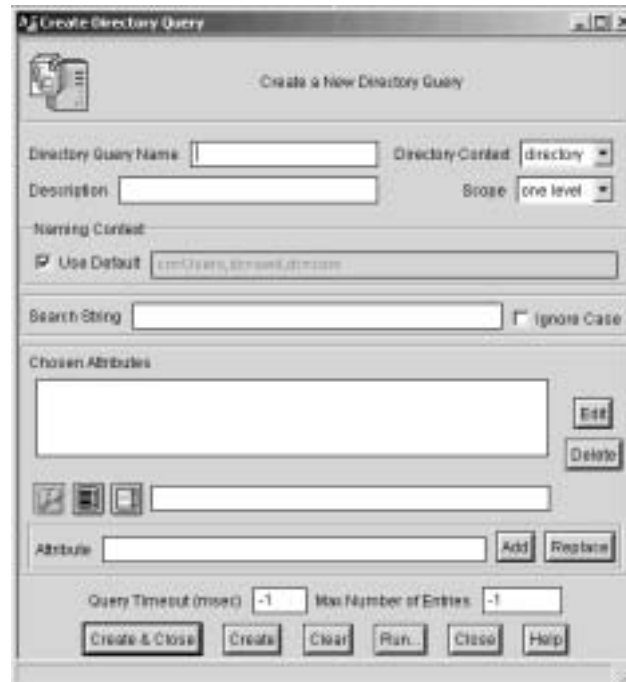 Create Directory Query
Create a New Directory Query
Directory Query Name
Directory Context directory
Description
Scope one level
Naming Context
Use Default
Search String
Ignore Case
Chosen Attributes
Edit
Delete
Attribute
Add Replace
Query Timeout (msec) -1 Max Number of Entries -1
Create & Close Create Clear Run... Close Help